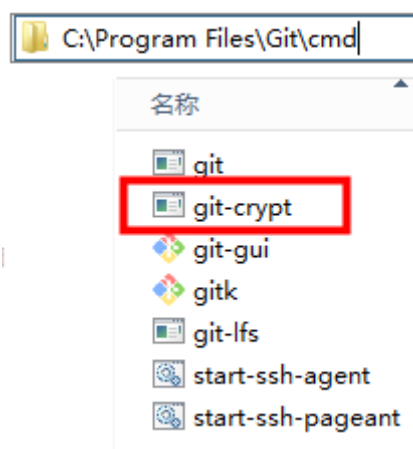 C:\Program Files\Git\cmd
名称
git
git-crypt
git-gui
gitk
git-lfs
start-ssh-agent
start-ssh-pageant